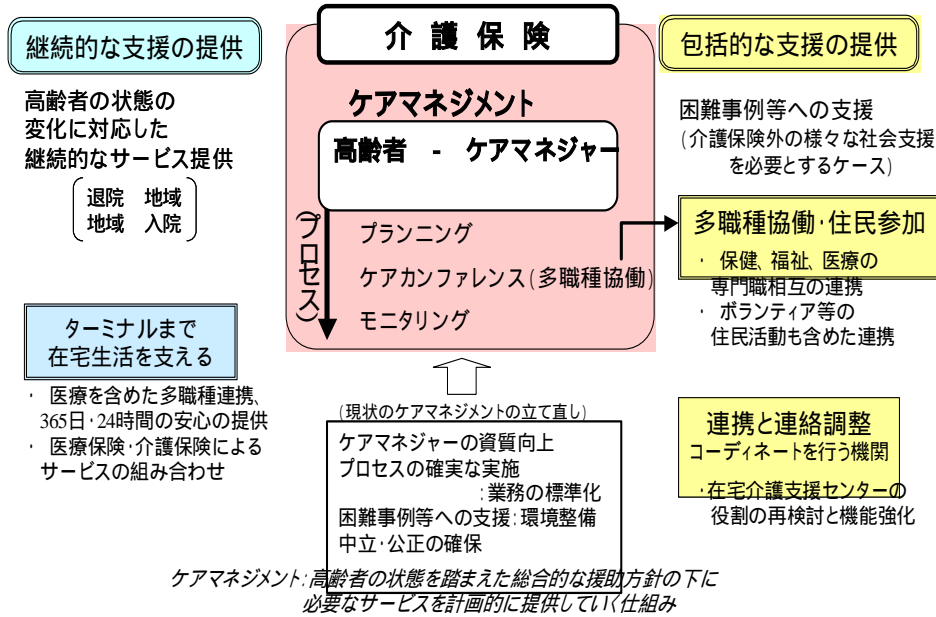 継続的な支援の提供
高齢者の状態の
変化に対応した
継続的なサービス提供
退院　地域
地域　入院
ターミナルまで
在宅生活を支える
・ 医療を含めた多職種連携、
365日・24時間の安心の提供
・ 医療保険・介護保険による
サービスの組み合わせ
介 護 保 険
ケアマネジメント
高齢者 - ケアマネジャー
(プロセス)
プランニング
ケアカンファレンス(多職種協働)
モニタリング
(現状のケアマネジメントの立て直し)
ケアマネジャーの資質向上
プロセスの確実な実施
:業務の標準化
困難事例等への支援:環境整備
中立・公正の確保
包括的な支援の提供
困難事例等への支援
(介護保険外の様々な社会支援
を必要とするケース)
多職種協働・住民参加
・ 保健、福祉、医療の
専門職相互の連携
・ ボランティア等の
住民活動も含めた連携
連携と連絡調整
コーディネートを行う機関
・在宅介護支援センターの
役割の再検討と機能強化
ケアマネジメント:高齢者の状態を踏まえた総合的な援助方針の下に
必要なサービスを計画的に提供していく仕組み